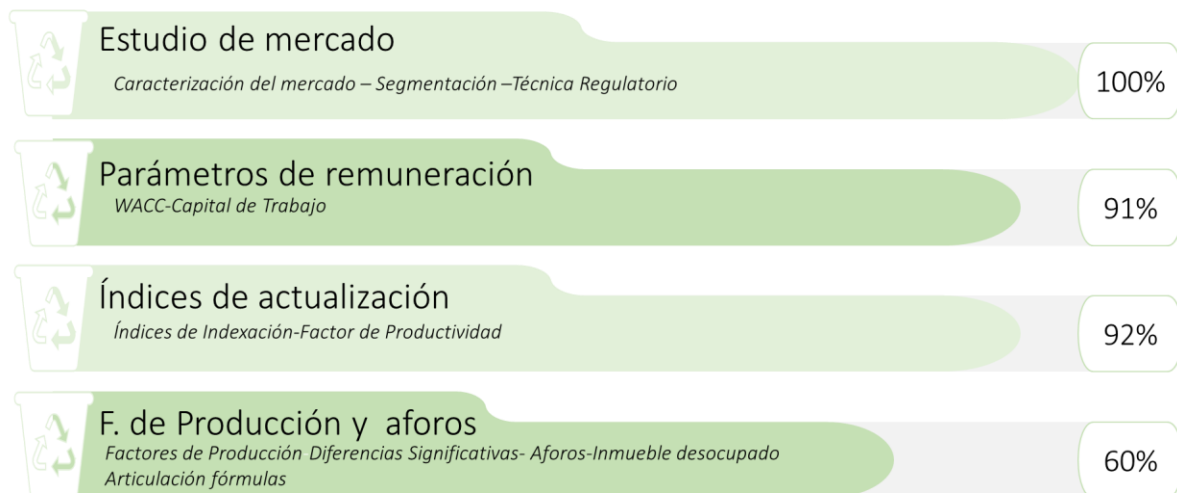 Estudio de mercado
Caracterización del mercado – Segmentación –Técnica Regulatorio
100%
Parámetros de remuneración
WACC-Capital de Trabajo
91%
Índices de actualización
Índices de Indexación-Factor de Productividad
92%
F. de Producción y  aforos
Factores de Producción Diferencias Significativas- Aforos-Inmueble desocupado
Articulación fórmulas
60%